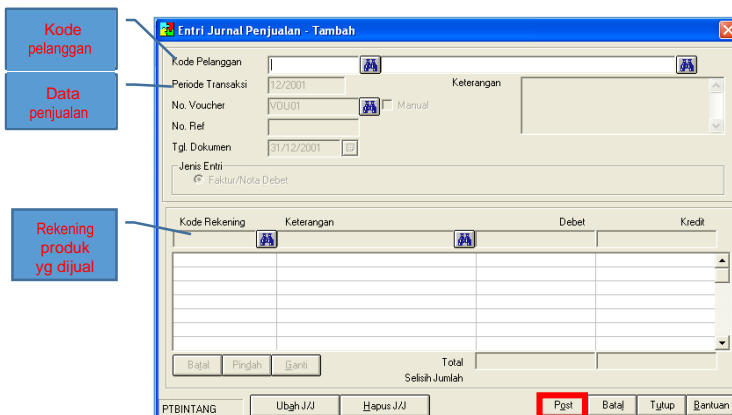 Kode
pelanggan
Data
penjualan
Rekening
produk
yg dijual
Entri Jurnal Penjualan - Tambah
Kode Pelanggan
Periode Transaksi 12/2001 Keterangan
No. Voucher VOU01 Manual
No. Ref
Tgl. Dokumen 31/12/2001
Jenis Entri
Faktur/Nota Debet
Kode Rekening Keterangan Debet Kredit
Batal Pindah Ganti Total
Selisih Jumlah
PTBINTANG Ubah J/J Hapus J/J Post Batal Tutup Bantuan